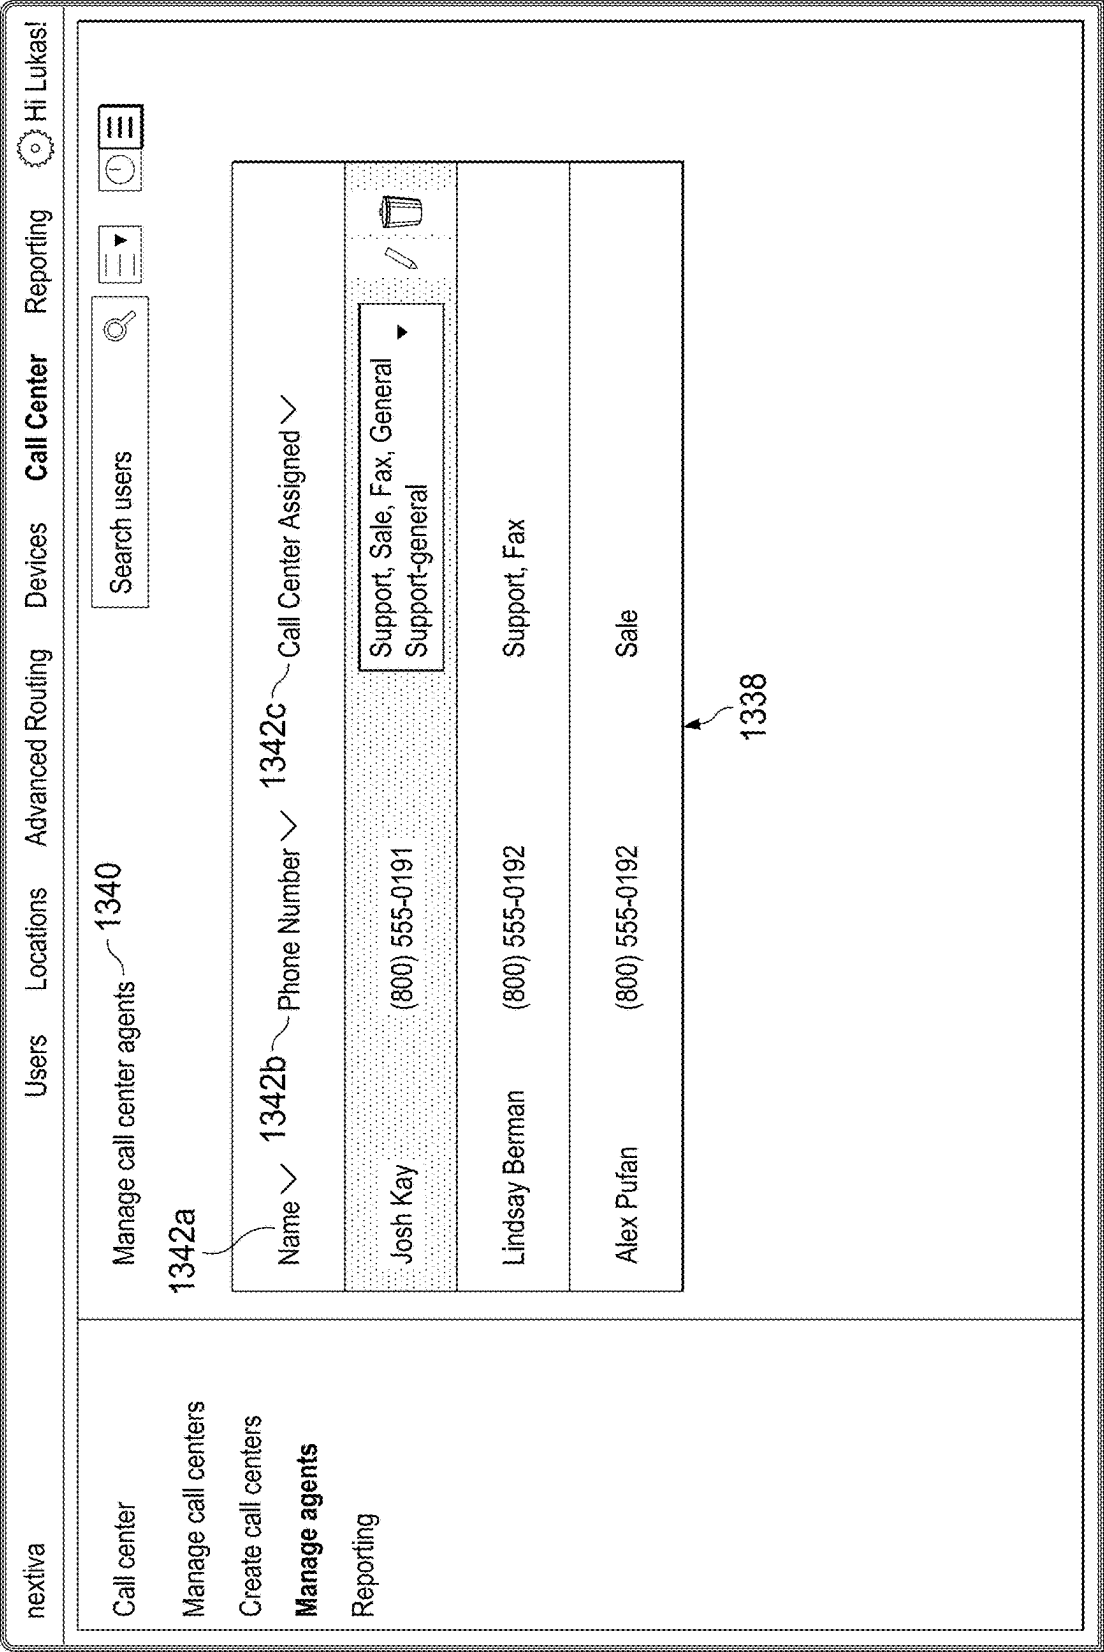 nextiva Users Locations Advanced Routing Devices Call Center Reporting Hi Lukas!
Call center
Manage call centers
Create call centers
Manage agents
Reporting
Manage call center agents 1340
Search users
1342a
Name 1342b Phone Number 1342c Call Center Assigned
Josh Kay (800) 555-0191 Support, Sale, Fax, General
Support-general
Lindsay Berman (800) 555-0192 Support, Fax
Alex Pufan (800) 555-0192 Sale
1338